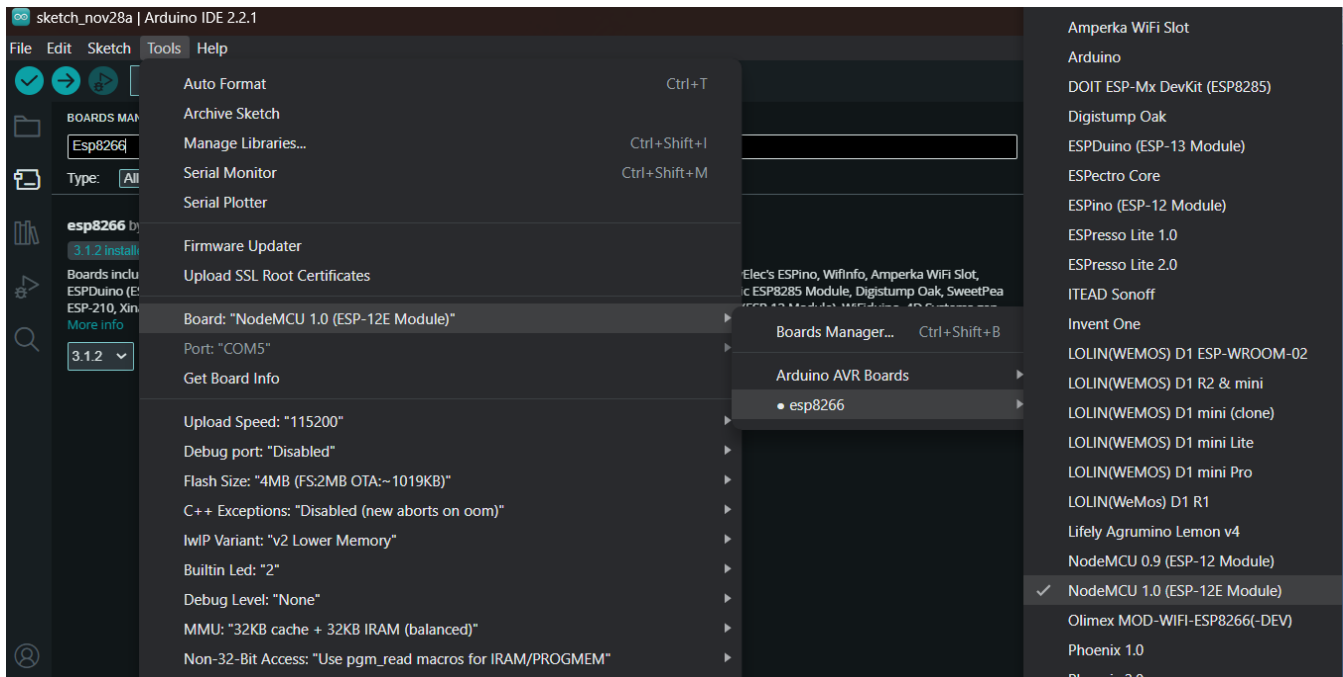 sketch_nov28a | Arduino IDE 2.2.1
File Edit Sketch Tools Help
BOARDS MAN
Esp8266
Type: All
esp8266 by
3.1.2 install
Boards inclu
ESPDuino (E
ESP-210, Xin
More info
3.1.2
Auto Format Ctrl+T
Archive Sketch
Manage Libraries... Ctrl+Shift+I
Serial Monitor Ctrl+Shift+M
Serial Plotter
Firmware Updater
Upload SSL Root Certificates
Board: "NodeMCU 1.0 (ESP-12E Module)"
Port: "COM5"
Get Board Info
Upload Speed: "115200"
Debug port: "Disabled"
Flash Size: "4MB (FS:2MB OTA:~1019KB)"
C++ Exceptions: "Disabled (new aborts on oom)"
lwIP Variant: "v2 Lower Memory"
Builtin Led: "2"
Debug Level: "None"
MMU: "32KB cache + 32KB IRAM (balanced)"
Non-32-Bit Access: "Use pgm_read macros for IRAM/PROGMEM"
Elec's ESPino, WifInfo, Amperka WiFi Slot,
c ESP8285 Module, Digistump Oak, SweetPea
Boards Manager... Ctrl+Shift+B
Arduino AVR Boards
● esp8266
Amperka WiFi Slot
Arduino
DOIT ESP-Mx DevKit (ESP8285)
Digistump Oak
ESPDuino (ESP-13 Module)
ESPectro Core
ESPino (ESP-12 Module)
ESPresso Lite 1.0
ESPresso Lite 2.0
ITEAD Sonoff
Invent One
LOLIN(WEMOS) D1 ESP-WROOM-02
LOLIN(WEMOS) D1 R2 & mini
LOLIN(WEMOS) D1 mini (clone)
LOLIN(WEMOS) D1 mini Lite
LOLIN(WEMOS) D1 mini Pro
LOLIN(WeMos) D1 R1
Lifely Agrumino Lemon v4
NodeMCU 0.9 (ESP-12 Module)
NodeMCU 1.0 (ESP-12E Module)
Olimex MOD-WIFI-ESP8266(-DEV)
Phoenix 1.0